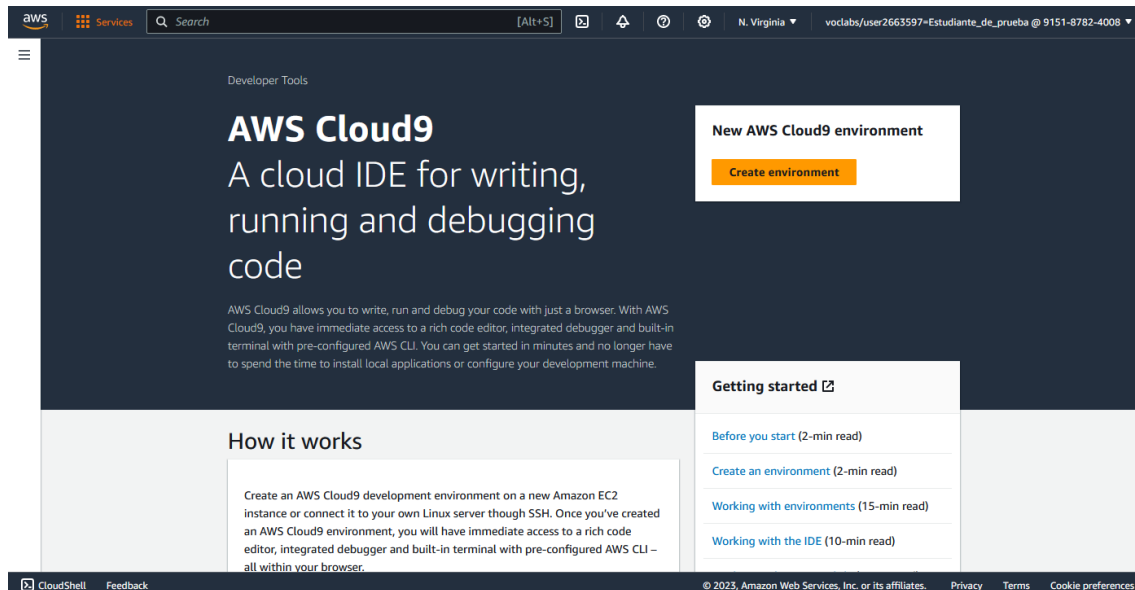 aws
Services
Search
[Alt+S]
N. Virginia
voclabs/user2663597=Estudiante_de_prueba @ 9151-8782-4008
Developer Tools
AWS Cloud9
A cloud IDE for writing,
running and debugging
code
AWS Cloud9 allows you to write, run and debug your code with just a browser. With AWS
Cloud9, you have immediate access to a rich code editor, integrated debugger and built-in
terminal with pre-configured AWS CLI. You can get started in minutes and no longer have
to spend the time to install local applications or configure your development machine.
New AWS Cloud9 environment
Create environment
Getting started
Before you start (2-min read)
Create an environment (2-min read)
Working with environments (15-min read)
Working with the IDE (10-min read)
How it works
Create an AWS Cloud9 development environment on a new Amazon EC2
instance or connect it to your own Linux server though SSH. Once you've created
an AWS Cloud9 environment, you will have immediate access to a rich code
editor, integrated debugger and built-in terminal with pre-configured AWS CLI –
all within your browser.
CloudShell
Feedback
© 2023, Amazon Web Services, Inc. or its affiliates.
Privacy
Terms
Cookie preferences